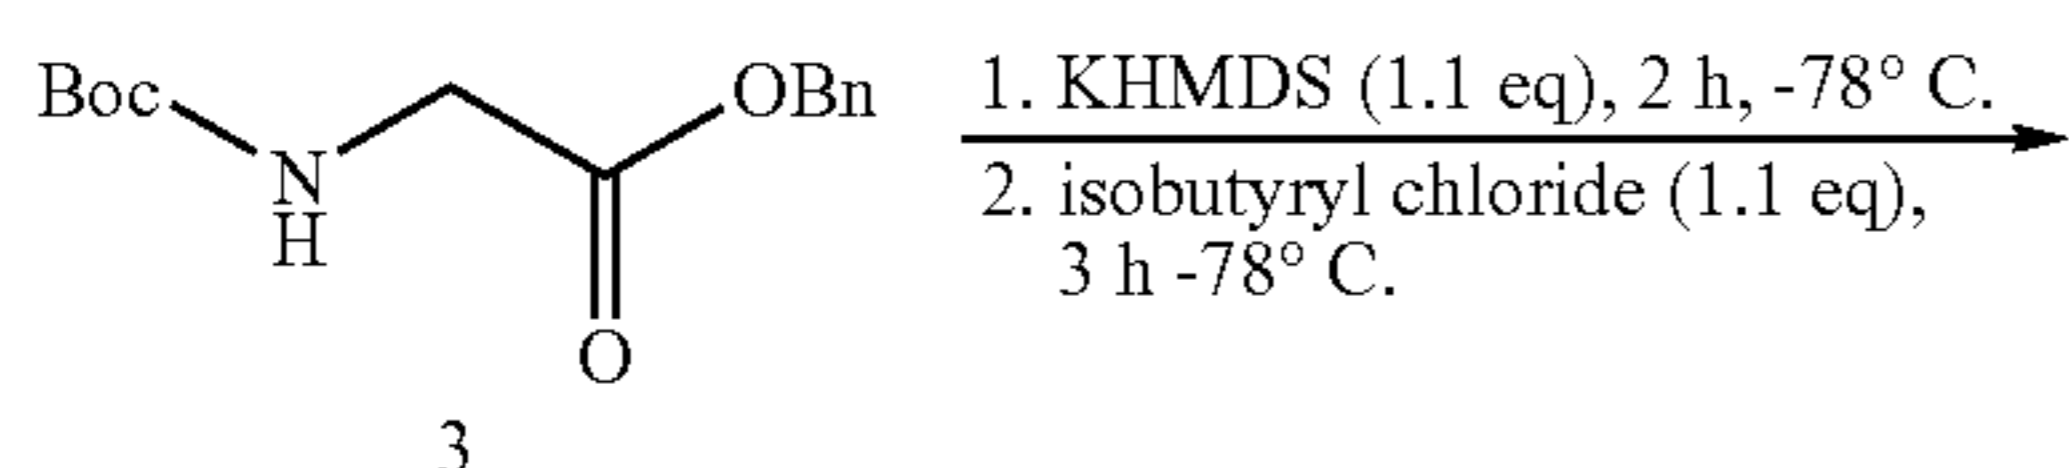 Boc
N
H
OBn
O
3
1. KHMDS (1.1 eq), 2 h, -78° C.
2. isobutyryl chloride (1.1 eq),
3 h -78° C.